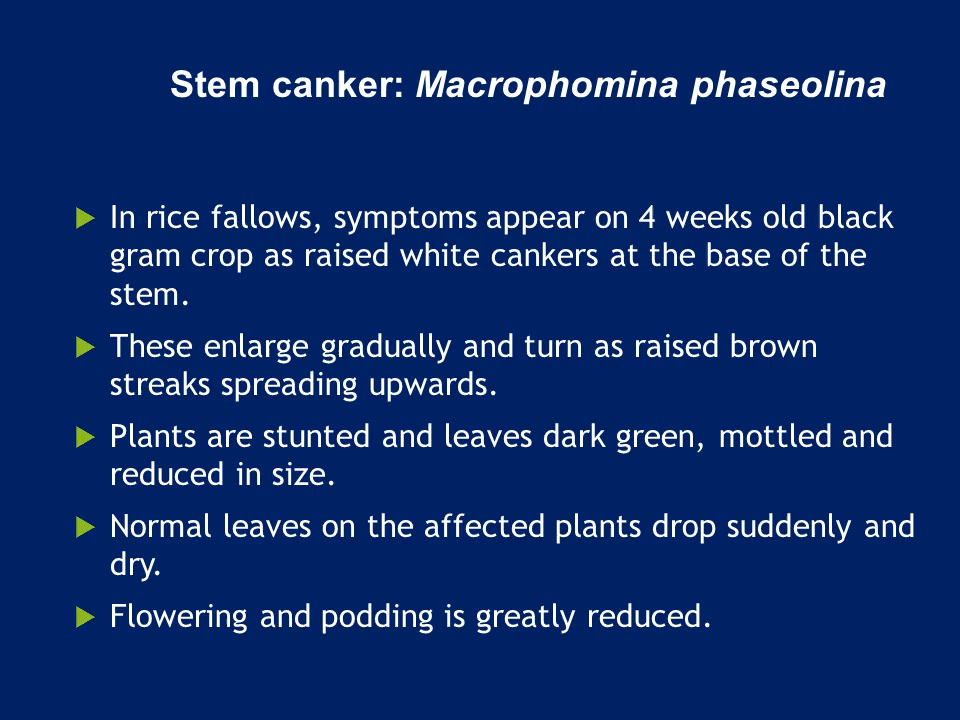 Stem canker: Macrophomina phaseolina
In rice fallows, symptoms appear on 4 weeks old black
gram crop as raised white cankers at the base of the
stem.
These enlarge gradually and turn as raised brown
streaks spreading upwards.
Plants are stunted and leaves dark green, mottled and
reduced in size.
Normal leaves on the affected plants drop suddenly and
dry.
Flowering and podding is greatly reduced.